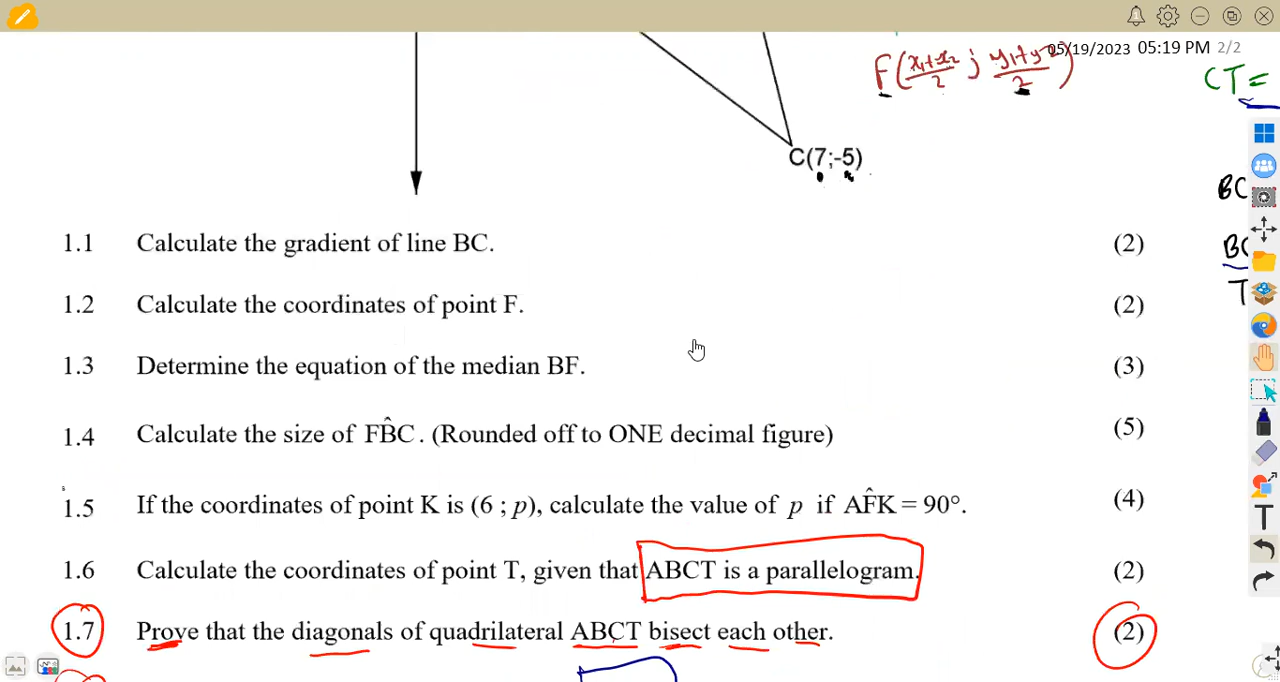 05/19/2023 05:19 PM 2/2
F(x₁+x₂/2 ; y₁+y₂/2)
CT =
C(7;-5)
BC
1.1 Calculate the gradient of line BC. (2)
BC
1.2 Calculate the coordinates of point F. (2)
T
1.3 Determine the equation of the median BF. (3)
1.4 Calculate the size of FB̂C. (Rounded off to ONE decimal figure) (5)
1.5 If the coordinates of point K is (6 ; p), calculate the value of p if AF̂K = 90°. (4)
1.6 Calculate the coordinates of point T, given that ABCT is a parallelogram. (2)
1.7 Prove that the diagonals of quadrilateral ABCT bisect each other. (2)